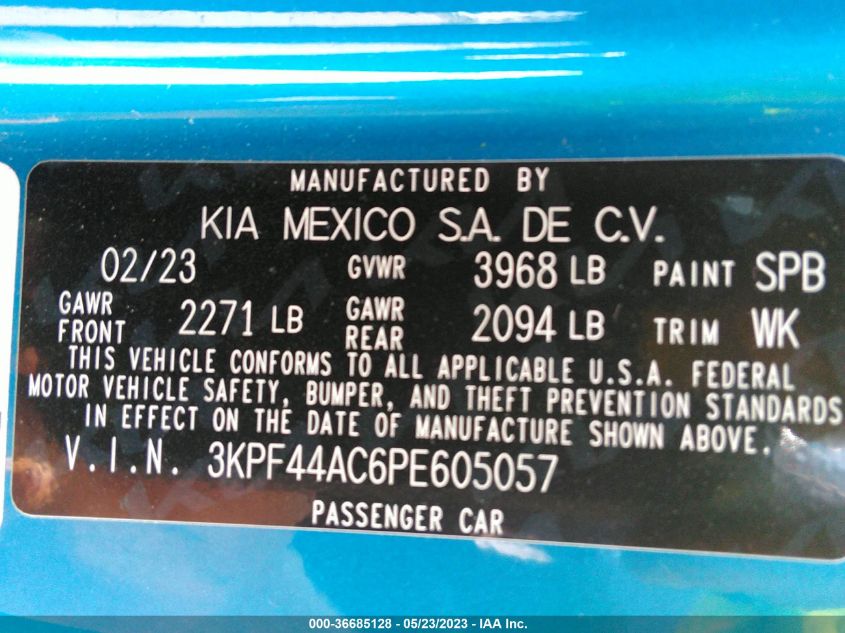 MANUFACTURED BY
KIA MEXICO S.A. DE C.V.
02/23 GVWR 3968 LB PAINT SPB
GAWR FRONT 2271 LB GAWR REAR 2094 LB TRIM WK
THIS VEHICLE CONFORMS TO ALL APPLICABLE U.S.A. FEDERAL
MOTOR VEHICLE SAFETY, BUMPER, AND THEFT PREVENTION STANDARDS
IN EFFECT ON THE DATE OF MANUFACTURE SHOWN ABOVE.
V.I.N. 3KPF44AC6PE605057
PASSENGER CAR
000-36685128 - 05/23/2023 - IAA Inc.